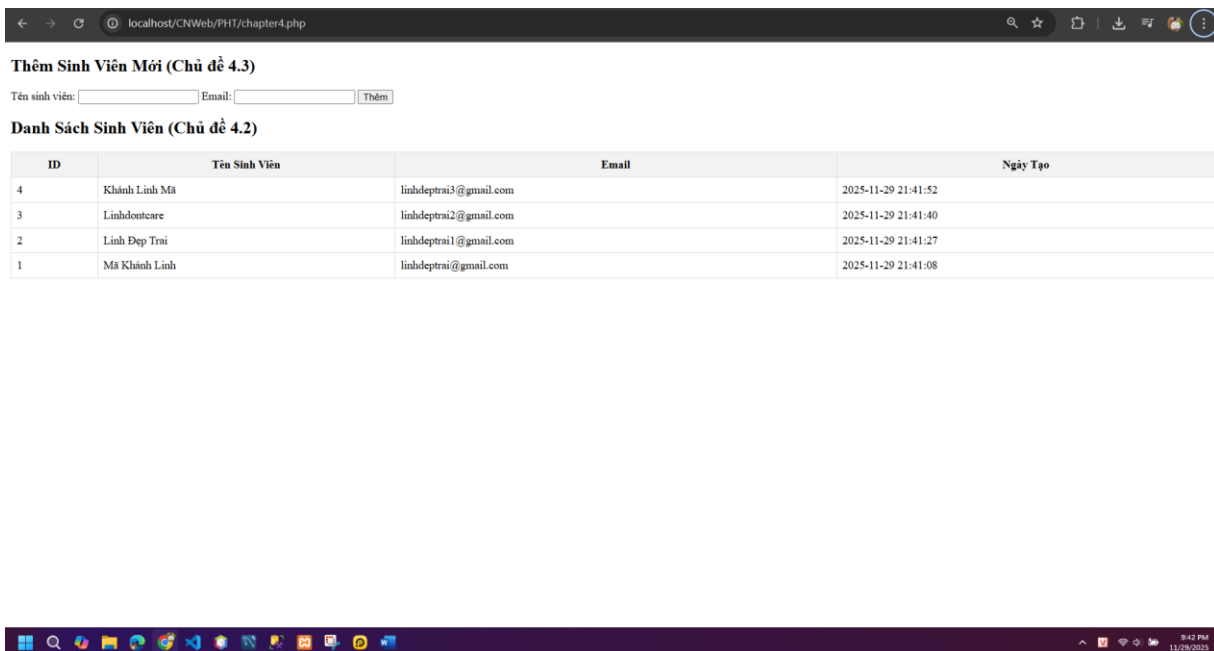 localhost/CNWeb/PHT/chapter4.php
Thêm Sinh Viên Mới (Chủ đề 4.3)
Tên sinh viên: Email: Thêm
Danh Sách Sinh Viên (Chủ đề 4.2)
ID Tên Sinh Viên Email Ngày Tạo
4 Khánh Linh Mã linhdeptrai3@gmail.com 2025-11-29 21:41:52
3 Linhdontcare linhdeptrai2@gmail.com 2025-11-29 21:41:40
2 Linh Đẹp Trai linhdeptrai1@gmail.com 2025-11-29 21:41:27
1 Mã Khánh Linh linhdeptrai@gmail.com 2025-11-29 21:41:08
9:42 PM
11/29/2025